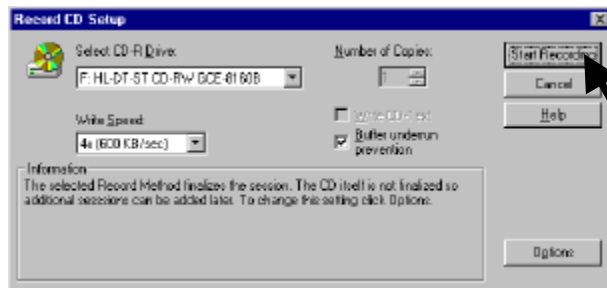 Record CD Setup
Select CD-R Drive:
F: HL-DT-ST CD-RW GCE-8160B
Number of Copies:
1
Start Recording
Cancel
Help
Write Speed:
4x (600 KB/sec)
Write CD-Text
Buffer underrun
prevention
Information
The selected Record Method finalizes the session. The CD itself is not finalized so
additional sessions can be added later. To change this setting click Options.
Options